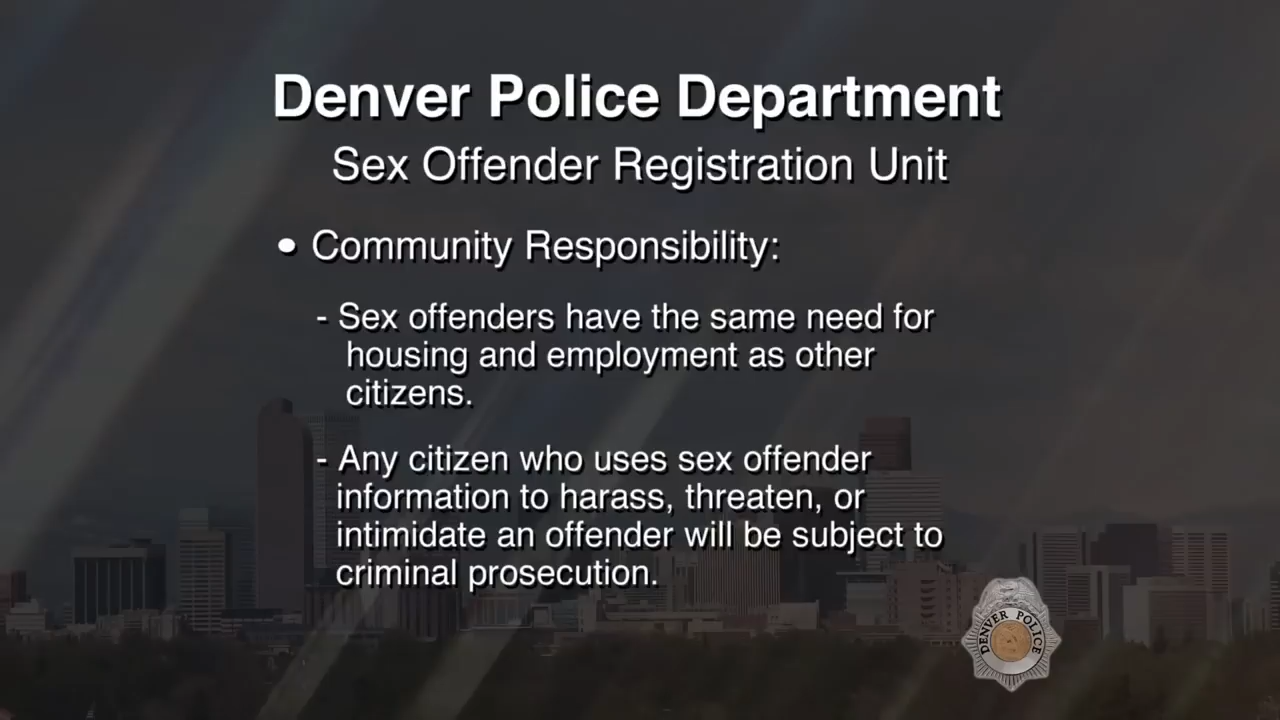 Denver Police Department
Sex Offender Registration Unit
• Community Responsibility:
- Sex offenders have the same need for
housing and employment as other
citizens.
- Any citizen who uses sex offender
information to harass, threaten, or
intimidate an offender will be subject to
criminal prosecution.
DENVER POLICE